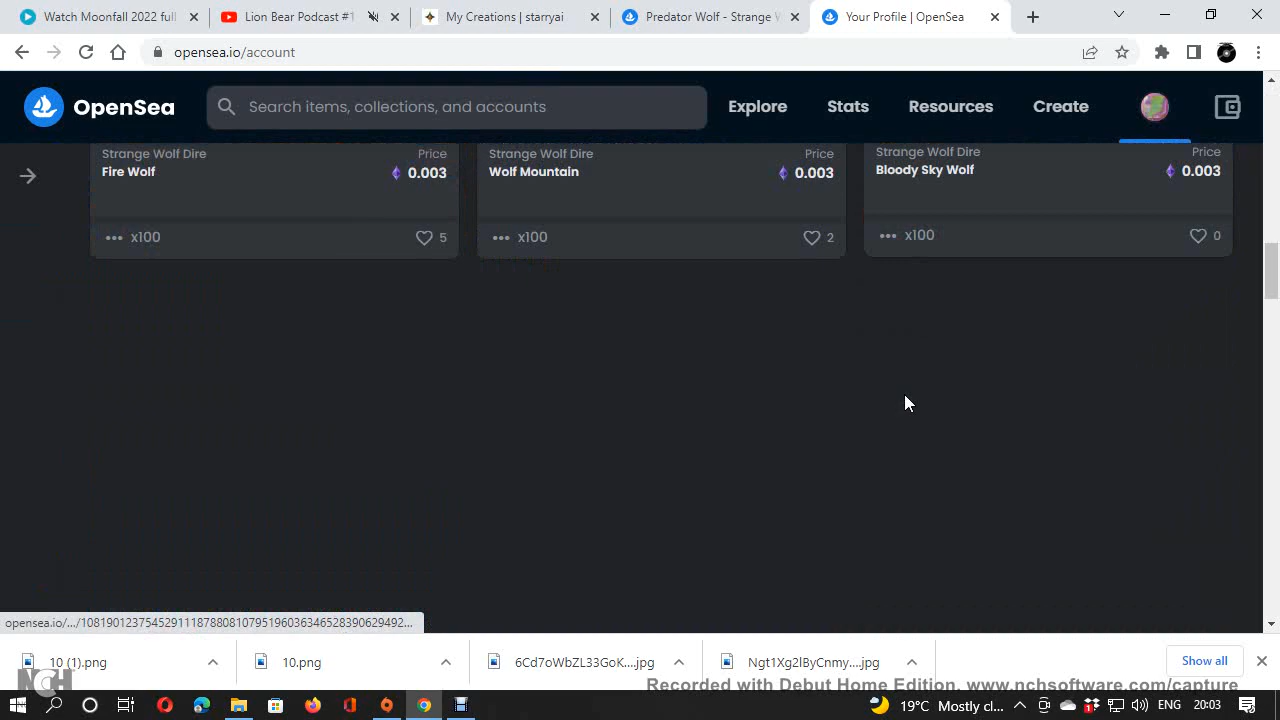 Watch Moonfall 2022 full
Lion Bear Podcast #1
My Creations | starryai
Predator Wolf - Strange W
Your Profile | OpenSea
opensea.io/account
OpenSea
Search items, collections, and accounts
Explore
Stats
Resources
Create
Strange Wolf Dire
Price
Fire Wolf
0.003
x100
5
Strange Wolf Dire
Price
Wolf Mountain
0.003
x100
2
Strange Wolf Dire
Price
Bloody Sky Wolf
0.003
x100
0
opensea.io/.../10819012375452911187880810795196036346528390629492...
10 (1).png
10.png
6Cd7oWbZL33GoK....jpg
Ngt1Xg2lByCnmy....jpg
Show all
NCH
Recorded with Debut Home Edition. www.nchsoftware.com/capture
19°C Mostly cl...
1
ENG
20:03